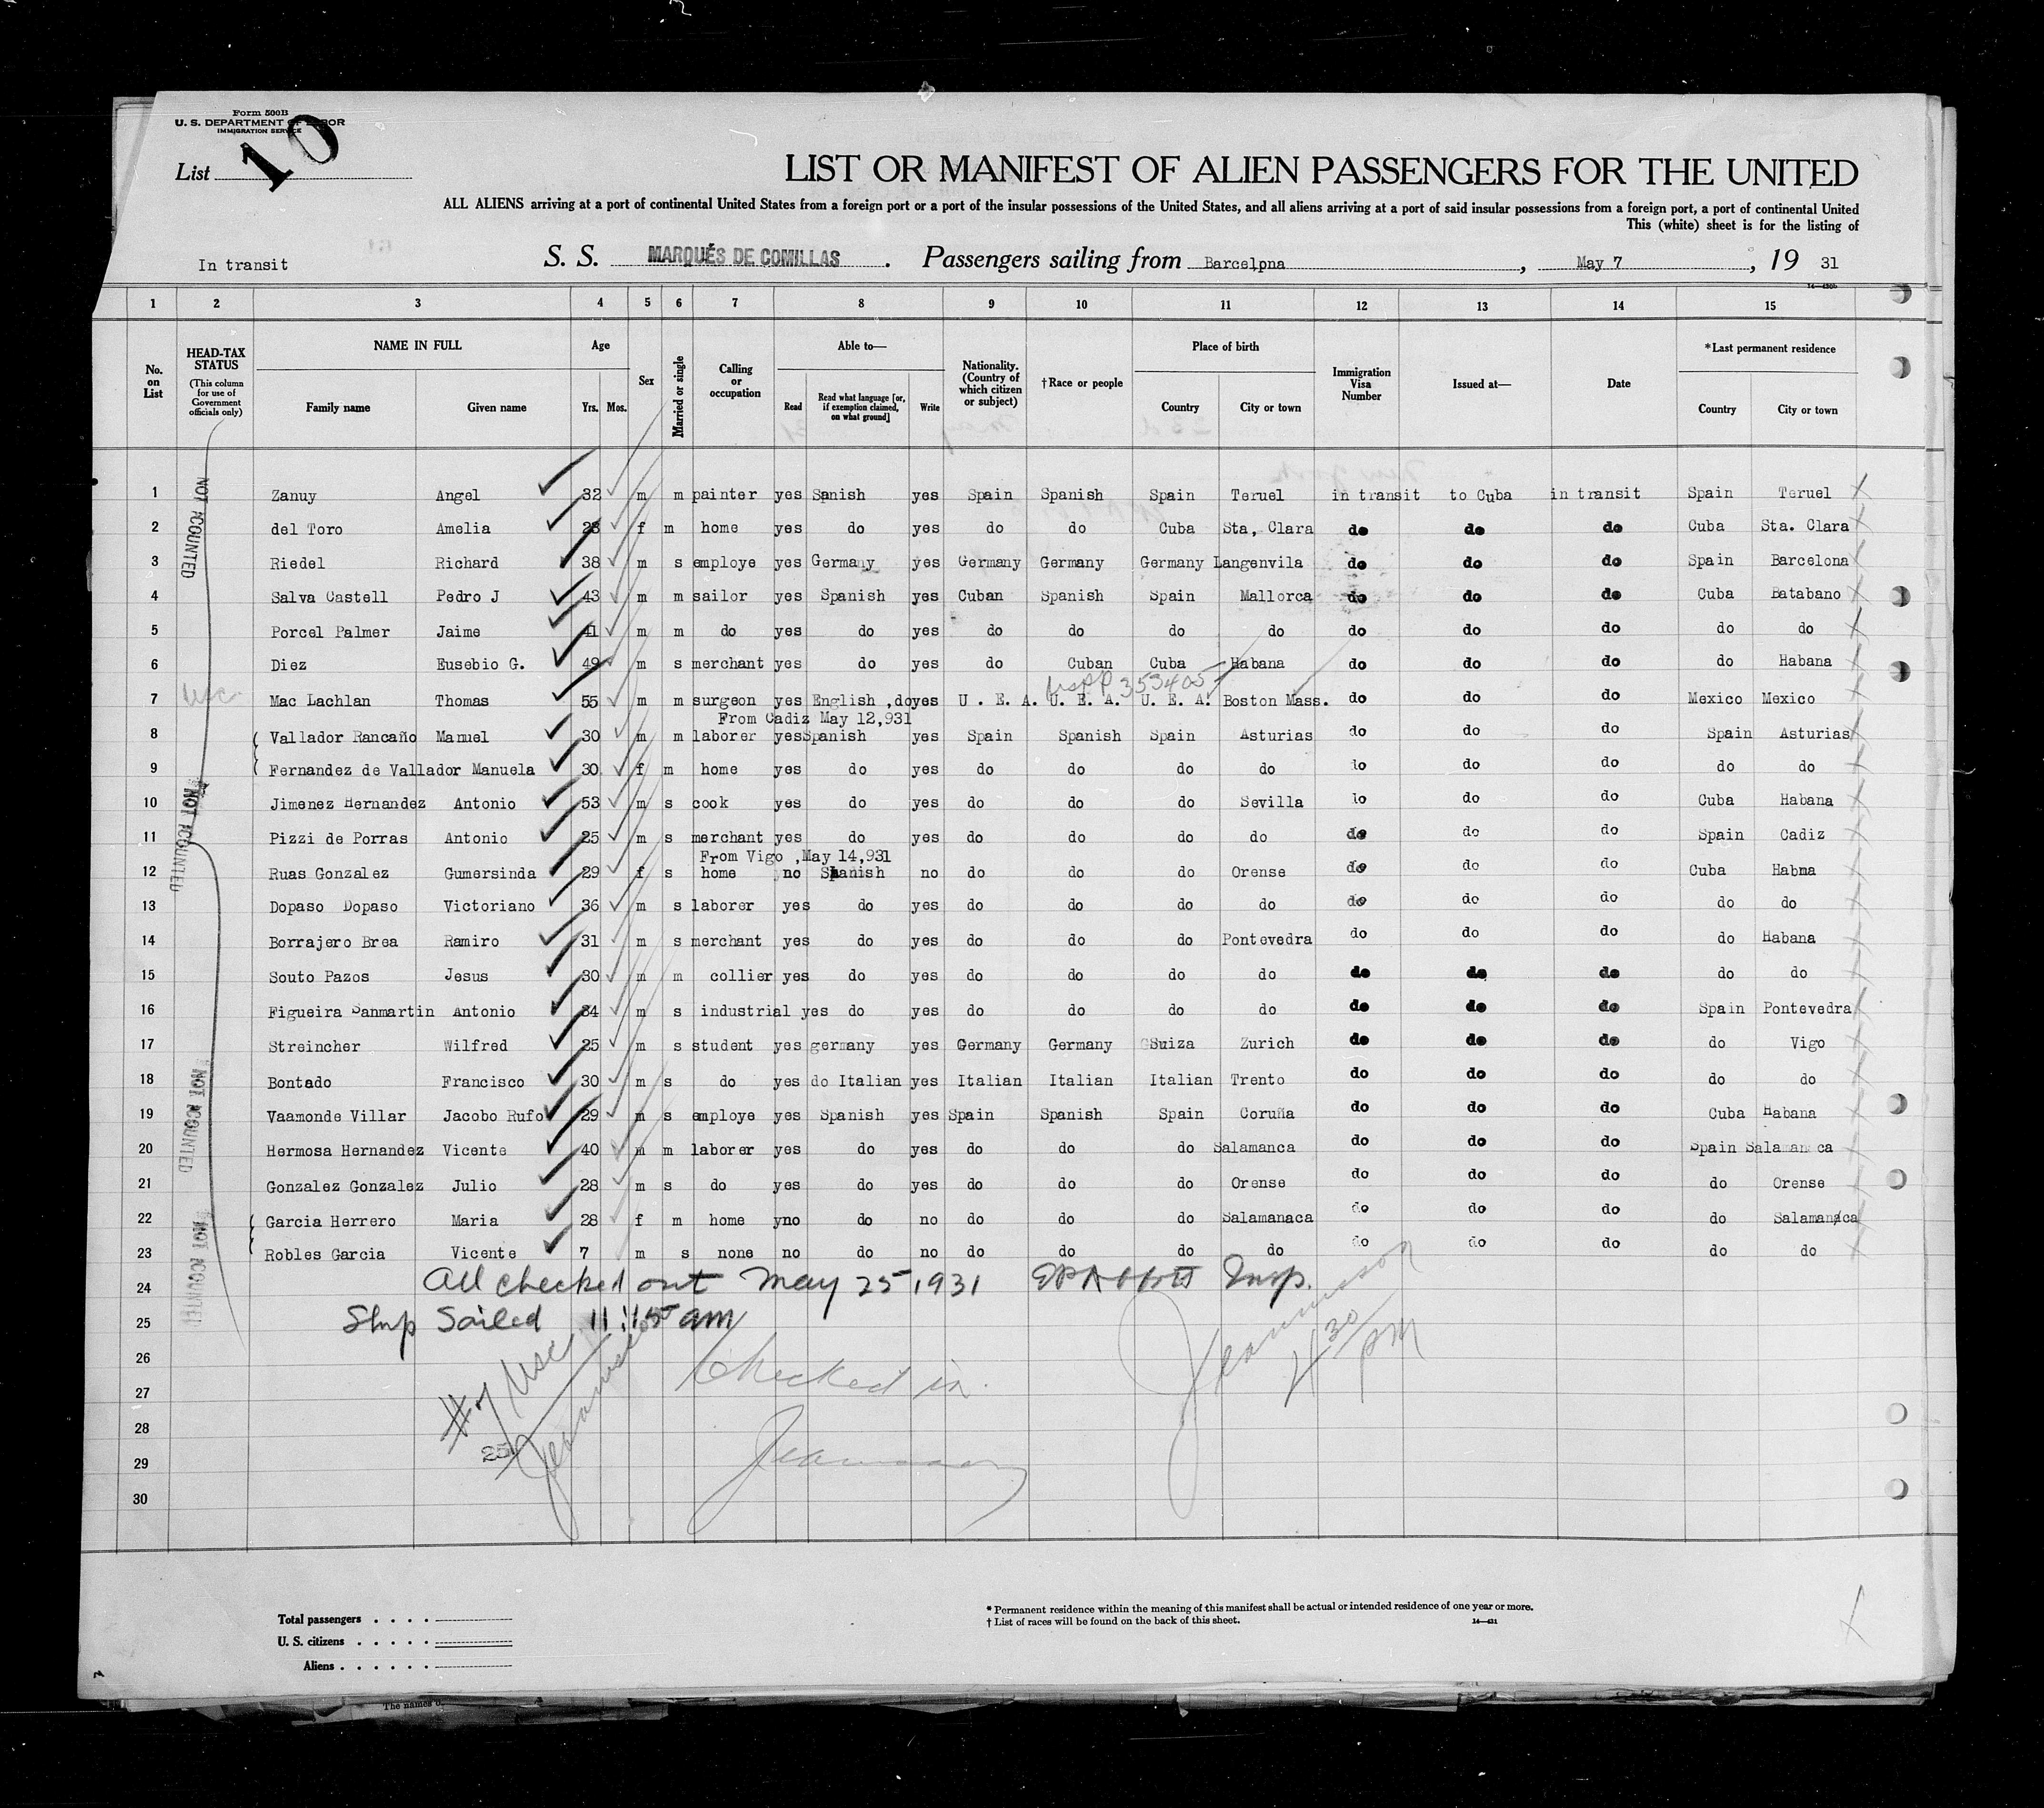 Form 500B
U. S. DEPARTMENT OF LABOR
IMMIGRATION SERVICE
List 10
LIST OR MANIFEST OF ALIEN PASSENGERS FOR THE UNITED
ALL ALIENS arriving at a port of continental United States from a foreign port or a port of the insular possessions of the United States, and all aliens arriving at a port of said insular possessions from a foreign port, a port of continental United
This (white) sheet is for the listing of
In transit S. S. MARQUÉS DE COMILLAS . Passengers sailing from Barcelpna , May 7 , 19 31
14—430b
1 2 3 4 5 6 7 8 9 10 11 12 13 14 15
No. on List HEAD-TAX STATUS (This column for use of Government officials only) NAME IN FULL Family name Given name Age Yrs. Mos. Sex Married or single Calling or occupation Able to— Read Read what language [or, if exemption claimed, on what ground] Write Nationality. (Country of which citizen or subject) †Race or people Place of birth Country City or town Immigration Visa Number Issued at— Date *Last permanent residence Country City or town
1 Zanuy Angel 32 m m painter yes Sanish yes Spain Spanish Spain Teruel in transit to Cuba in transit Spain Teruel
2 del Toro Amelia 28 f m home yes do yes do do Cuba Sta, Clara do do do Cuba Sta. Clara
3 Riedel Richard 38 m s employe yes Germany yes Germany Germany Germany Langenvila do do do Spain Barcelona
4 Salva Castell Pedro J 43 m m sailor yes Spanish yes Cuban Spanish Spain Mallorca do do do Cuba Batabano
5 Porcel Palmer Jaime 41 m m do yes do yes do do do do do do do do do
6 Diez Eusebio G. 49 m s merchant yes do yes do Cuban Cuba Habana do do do do Habana
USPP 353405
7 usc Mac Lachlan Thomas 55 m m surgeon yes English ,do yes U . E. A. U. E. A. U. E. A. Boston Mass. do do do Mexico Mexico
From Cadiz May 12,931
8 Vallador Rancaño Manuel 30 m m laborer yes Spanish yes Spain Spanish Spain Asturias do do do Spain Asturias
9 Fernandez de Vallador Manuela 30 f m home yes do yes do do do do do do do do do
10 Jimenez Hernandez Antonio 53 m s cook yes do yes do do do Sevilla do do do Cuba Habana
11 Pizzi de Porras Antonio 25 m s merchant yes do yes do do do do do do do Spain Cadiz
From Vigo ,May 14,931
12 Ruas Gonzalez Gumersinda 29 f s home no Spanish no do do do Orense do do do Cuba Habma
13 Dopaso Dopaso Victoriano 36 m s laborer yes do yes do do do do do do do do do
14 Borrajero Brea Ramiro 31 m s merchant yes do yes do do do Pontevedra do do do do Habana
15 Souto Pazos Jesus 30 m m collier yes do yes do do do do do do do do do
16 Figueira Sanmartin Antonio 34 m s industrial yes do yes do do do do do do do Spain Pontevedra
17 Streincher Wilfred 25 m s student yes germany yes Germany Germany Suiza Zurich do do do do Vigo
18 Bontado Francisco 30 m s do yes do Italian yes Italian Italian Italian Trento do do do do do
19 Vaamonde Villar Jacobo Rufo 29 m s employe yes Spanish yes Spain Spanish Spain Coruña do do do Cuba Habana
20 Hermosa Hernandez Vicente 40 m m laborer yes do yes do do do Salamanca do do do Spain Salamanca
21 Gonzalez Gonzalez Julio 28 m s do yes do yes do do do Orense do do do do Orense
22 Garcia Herrero Maria 28 f m home yno do no do do do Salamanaca do do do do Salamanaca
23 Robles Garcia Vicente 7 m s none no do no do do do do do do do do do
NOT ACCOUNTED
NOT ACCOUNTED
NOT ACCOUNTED
NOT ACCOUNTED
24 All checked out May 25 1931 Insp.
25 Ship Sailed 11:15 am
4 30 PM
26 #7 USC
27 Checked in.
28
29 25
30
Total passengers
U. S. citizens
Aliens
* Permanent residence within the meaning of this manifest shall be actual or intended residence of one year or more.
† List of races will be found on the back of this sheet. 14—431
The names o